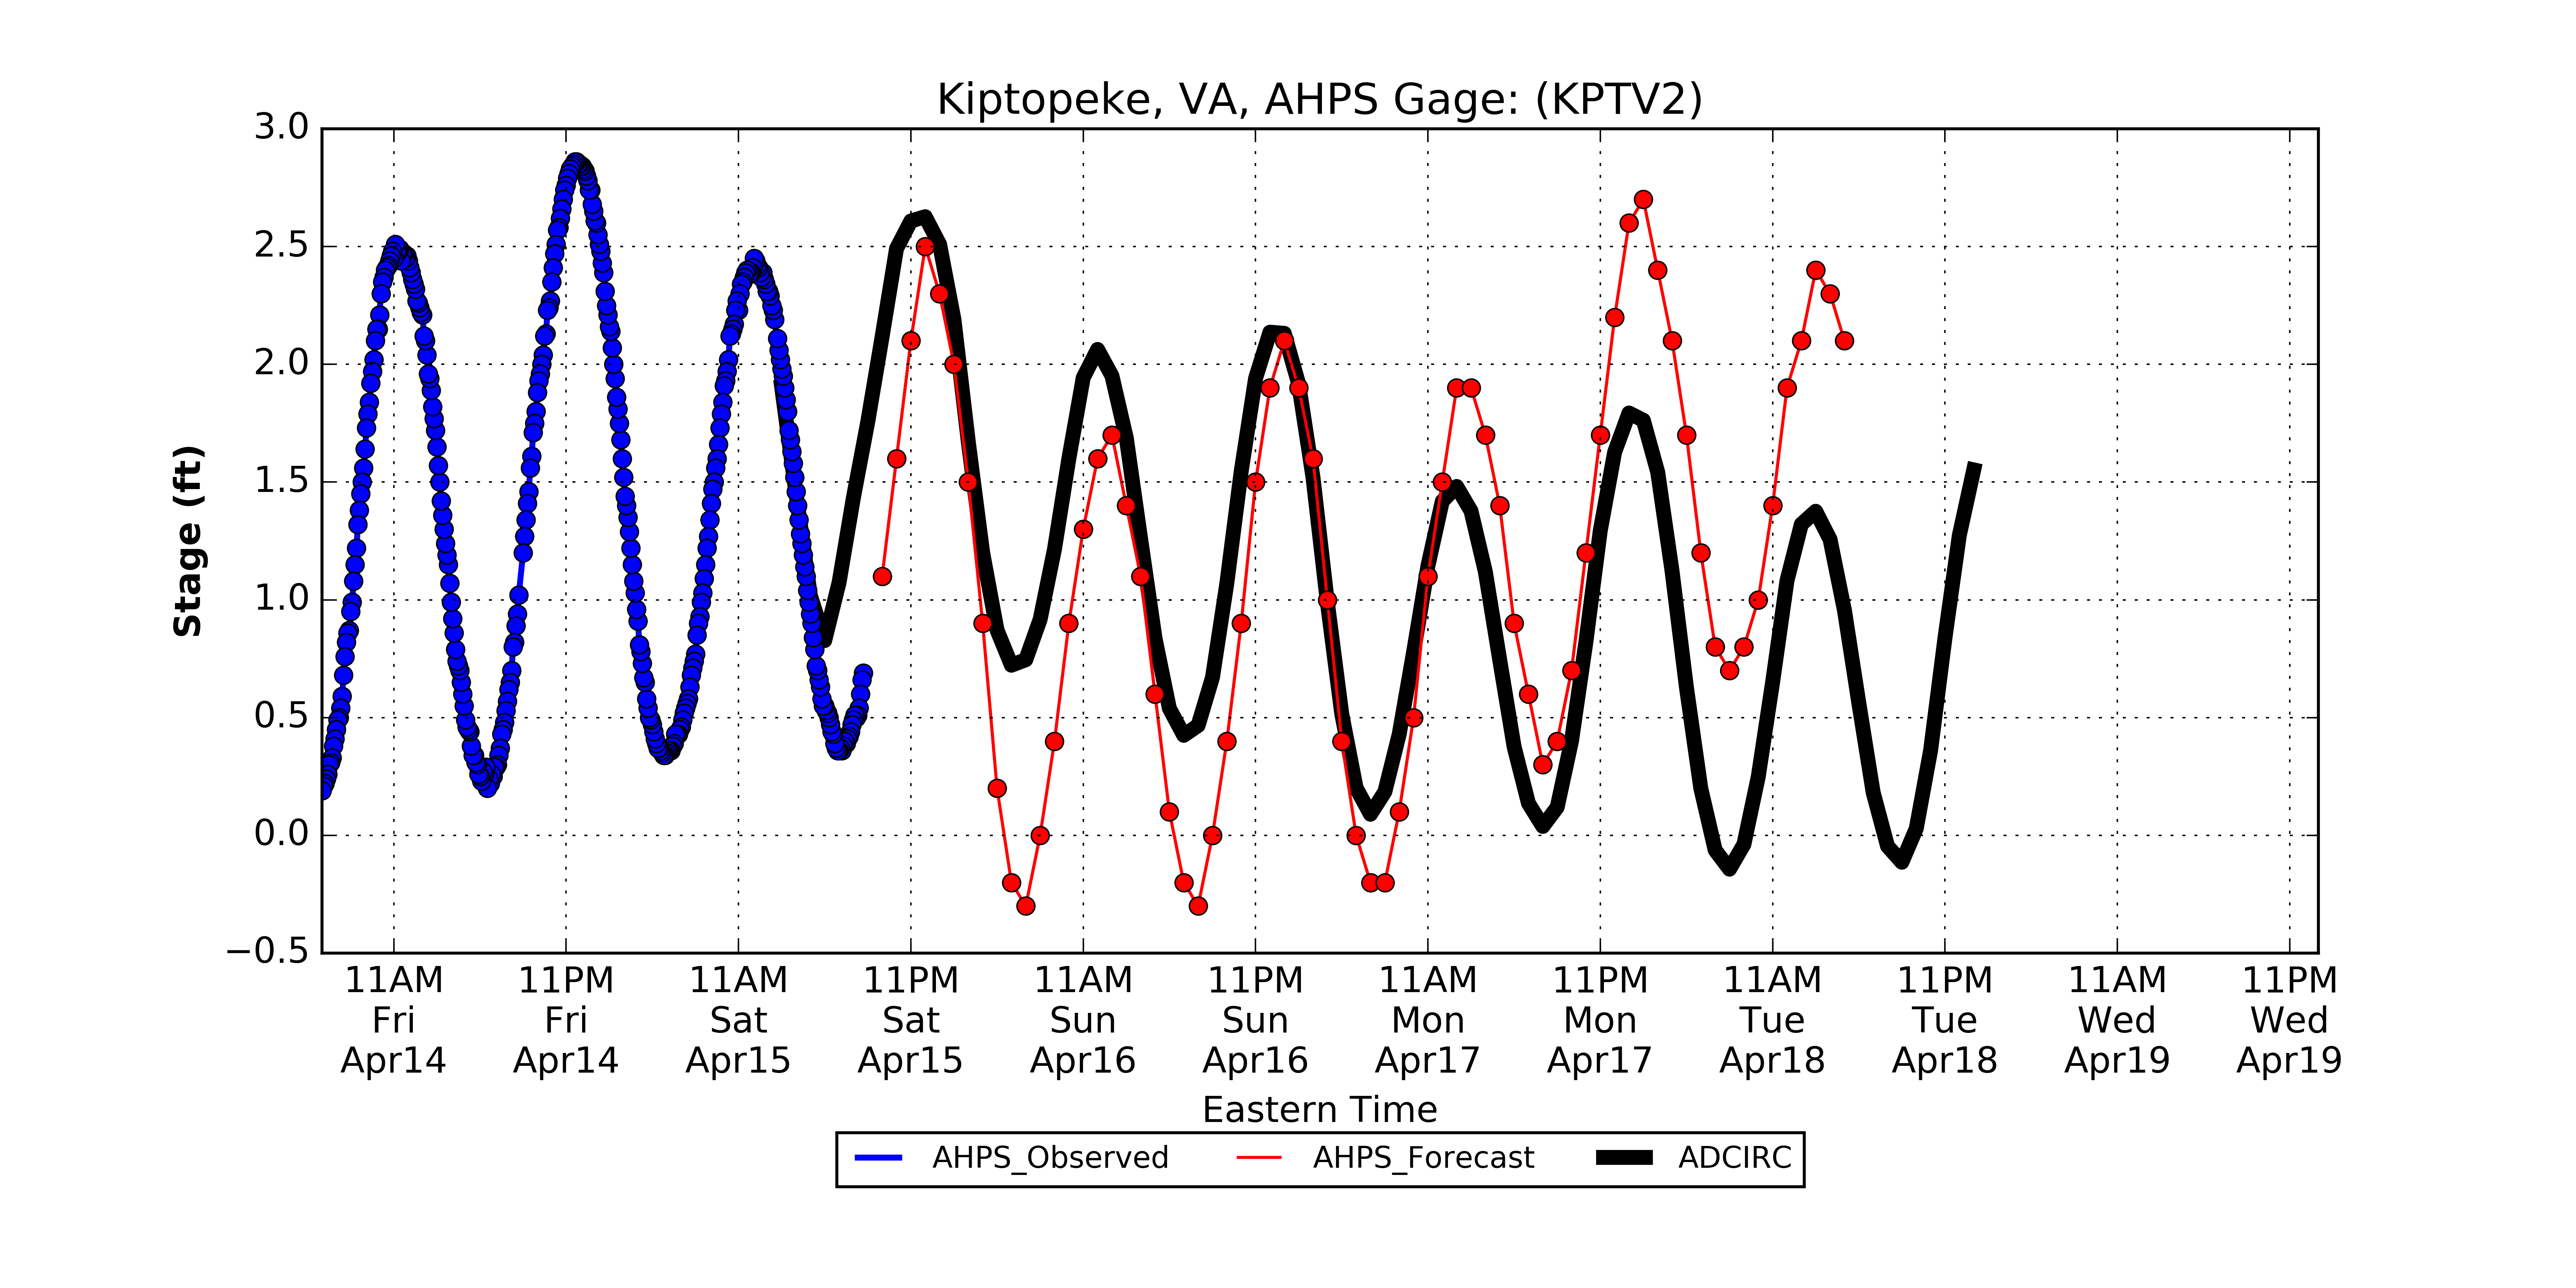 Kiptopeke, VA, AHPS Gage: (KPTV2)
3.0
2.5
2.0
1.5
1.0
0.5
0.0
−0.5
Stage (ft)
11AM 11PM 11AM 11PM 11AM 11PM 11AM 11PM 11AM 11PM 11AM 11PM
Fri Fri Sat Sat Sun Sun Mon Mon Tue Tue Wed Wed
Apr14 Apr14 Apr15 Apr15 Apr16 Apr16 Apr17 Apr17 Apr18 Apr18 Apr19 Apr19
Eastern Time
AHPS_Observed AHPS_Forecast ADCIRC